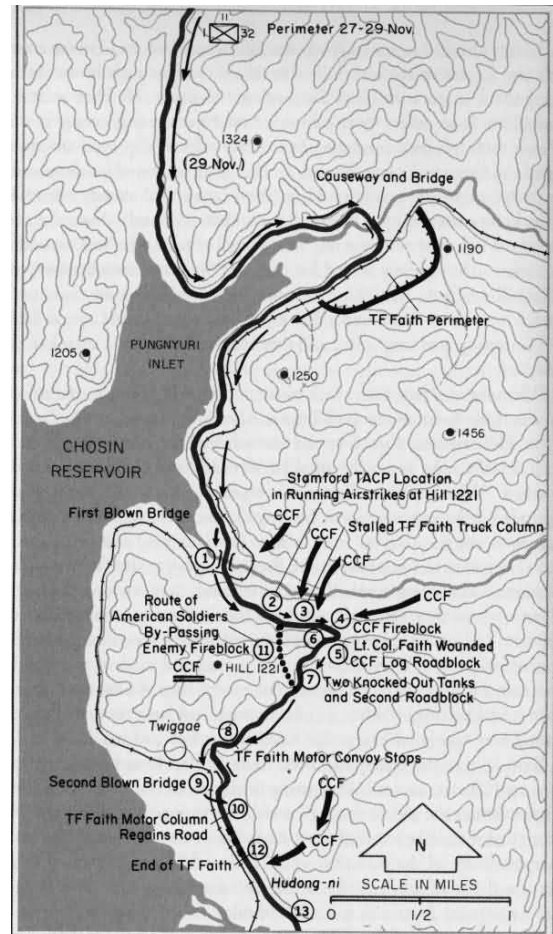 II
I 32 Perimeter 27-29 Nov.
1324
(29 Nov.)
Causeway and Bridge
1190
TF Faith Perimeter
PUNGNYURI
INLET
1205
1250
1456
CHOSIN
RESERVOIR
Stamford TACP Location
in Running Airstrikes at Hill 1221
First Blown Bridge
CCF
Stalled TF Faith Truck Column
CCF
CCF
1
CCF
2
3
4
CCF Fireblock
Route of
American Soldiers
By-Passing
Enemy Fireblock
11
6
5
Lt. Col. Faith Wounded
CCF Log Roadblock
CCF
HILL 1221
7
Two Knocked Out Tanks
and Second Roadblock
Twiggae
8
TF Faith Motor Convoy Stops
Second Blown Bridge
9
CCF
TF Faith Motor Column
Regains Road
10
End of TF Faith
12
CCF
Hudong-ni
13
N
SCALE IN MILES
0 1/2 1